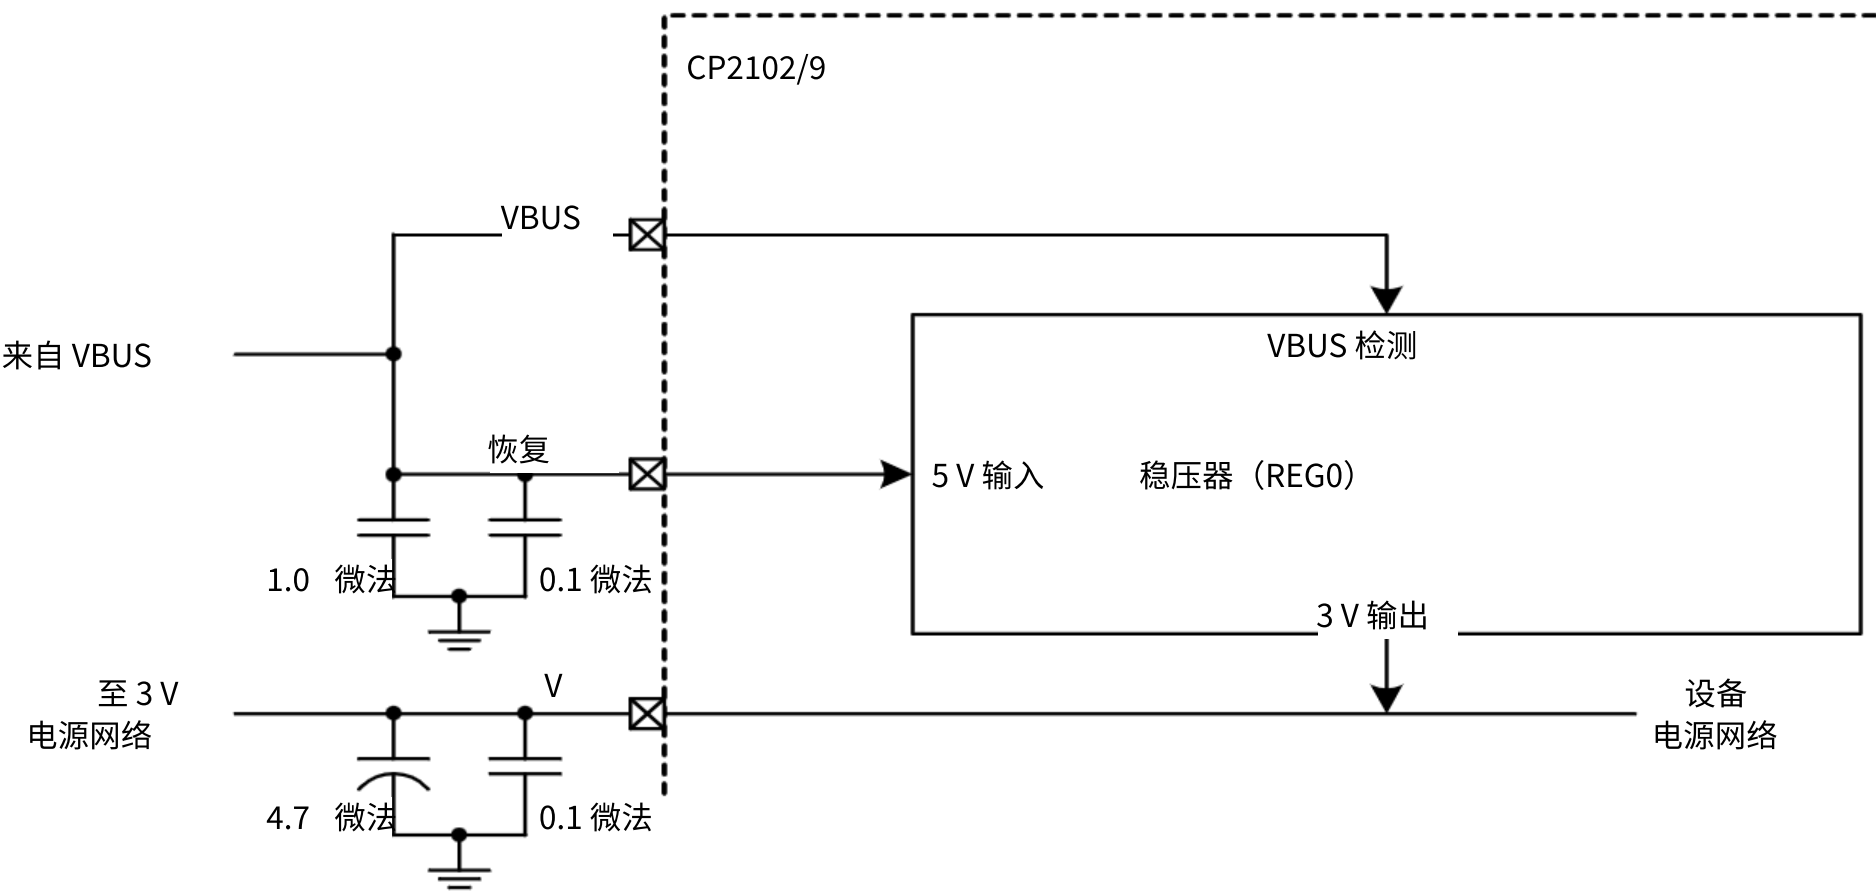 CP2102/9
VBUS
来自 VBUS
VBUS 检测
恢复
5 V 输入
稳压器（REG0）
1.0 微法
0.1 微法
3 V 输出
至 3 V
电源网络
V
设备
电源网络
4.7 微法
0.1 微法